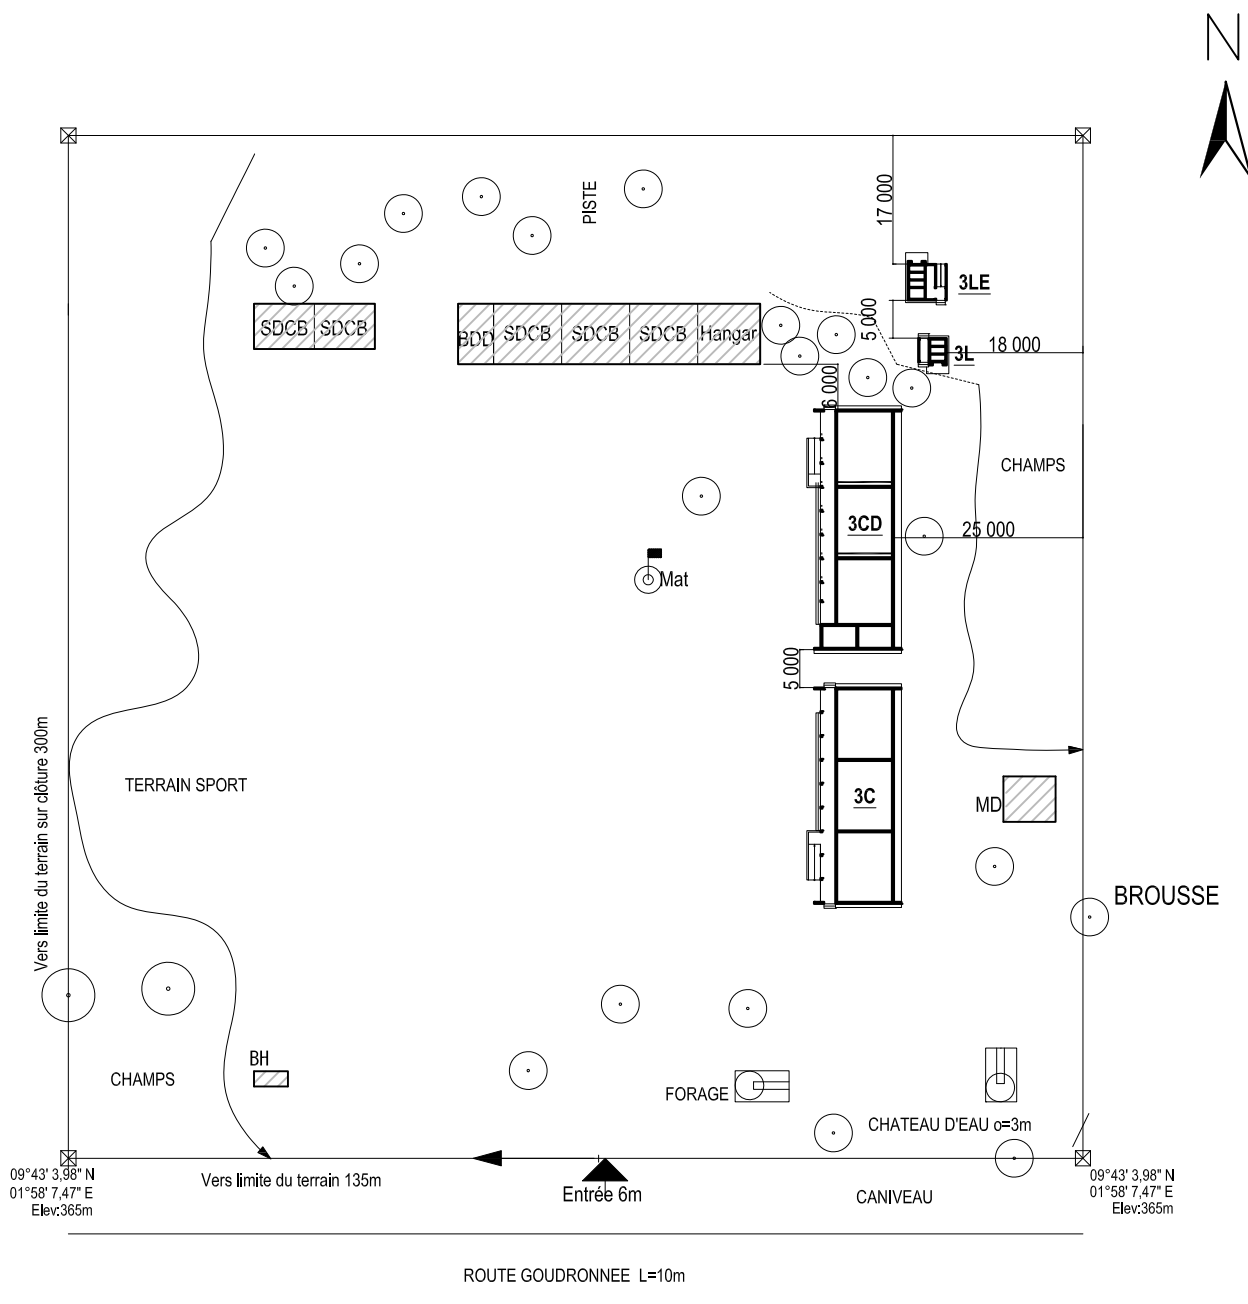 N
PISTE
17 000
3LE
SDCB SDCB
BDD SDCB SDCB SDCB Hangar
5 000
3L
18 000
6 000
CHAMPS
3CD
25 000
Mat
5 000
Vers limite du terrain sur clôture 300m
TERRAIN SPORT
3C
MD
BROUSSE
BH
CHAMPS
FORAGE
CHATEAU D'EAU o=3m
09°43' 3,98" N
01°58' 7,47" E
Elev:365m
Vers limite du terrain 135m
Entrée 6m
CANIVEAU
09°43' 3,98" N
01°58' 7,47" E
Elev:365m
ROUTE GOUDRONNEE L=10m